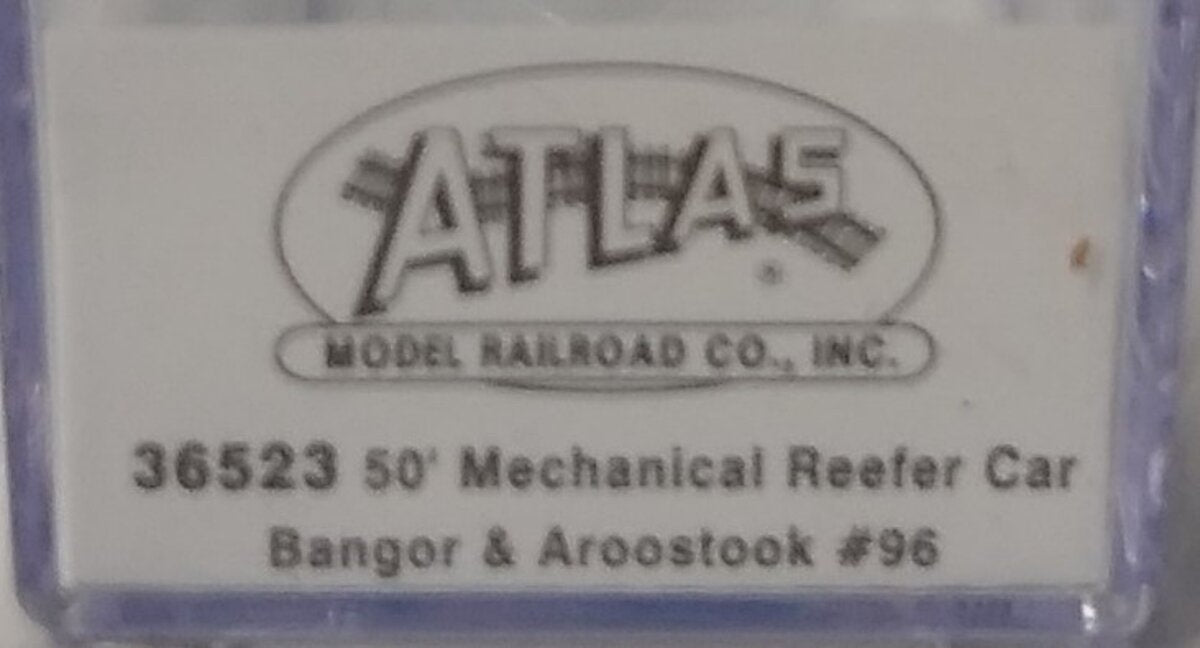 ATLAS
®
MODEL RAILROAD CO., INC.
36523 50' Mechanical Reefer Car
Bangor & Aroostook #96